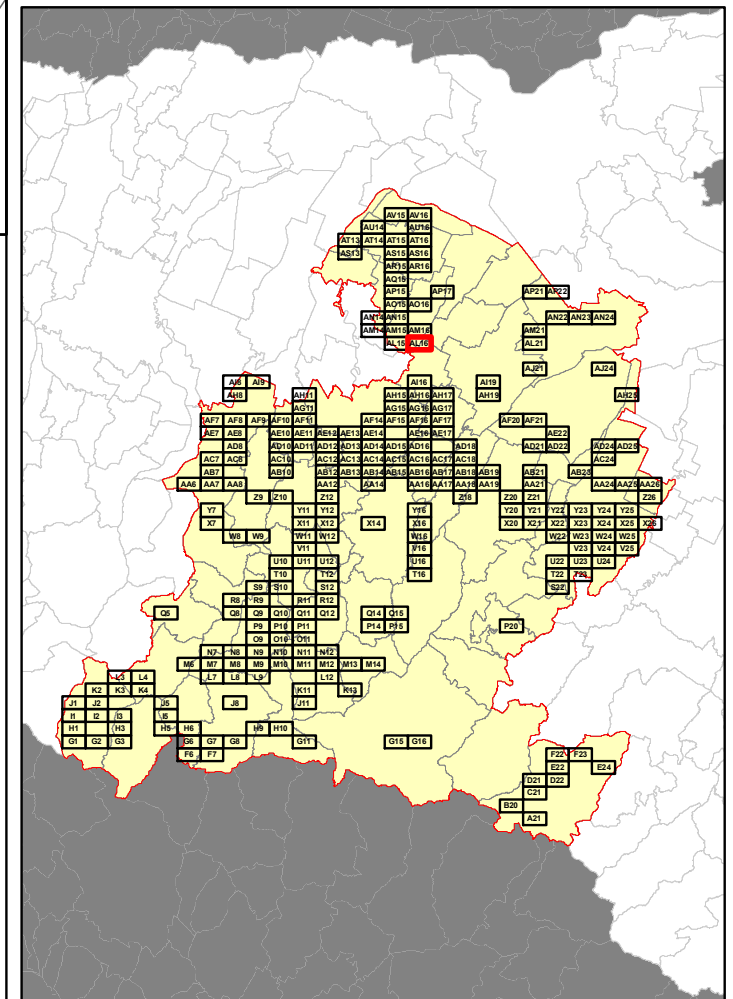 AV15 AV16
AU14 AU16
AT13 AT14 AT15 AT16
AS13 AS15 AS16
AR15 AR16
AQ15
AP15 AP17 AP21 AP22
AO15 AO16
AN14 AN15 AN22 AN23 AN24
AM14 AM15 AM16 AM21
AL15 AL16 AL21
AJ21 AJ24
AI8 AI9 AI16 AI19
AH8 AH11 AH15 AH16 AH17 AH19 AH25
AG11 AG15 AG16 AG17
AF7 AF8 AF9 AF10 AF11 AF14 AF15 AF16 AF17 AF20 AF21
AE7 AE8 AE10 AE11 AE12 AE13 AE14 AE16 AE17 AE22
AD8 AD10 AD11 AD12 AD13 AD14 AD15 AD16 AD18 AD21 AD22 AD24 AD25
AC7 AC8 AC10 AC12 AC13 AC14 AC15 AC16 AC17 AC18 AC24
AB7 AB10 AB12 AB13 AB14 AB15 AB16 AB17 AB18 AB19 AB21 AB23
AA6 AA7 AA8 AA12 AA14 AA16 AA17 AA18 AA19 AA21 AA24 AA25 AA26
Z9 Z10 Z12 Z18 Z20 Z21 Z26
Y7 Y11 Y12 Y16 Y20 Y21 Y22 Y23 Y24 Y25
X7 X11 X12 X14 X16 X20 X21 X22 X23 X24 X25 X26
W8 W9 W11 W12 W16 W22 W23 W24 W25
V11 V16 V23 V24 V25
U10 U11 U12 U16 U22 U23 U24
T10 T12 T16 T22 T23
S9 S10 S12 S22
R8 R9 R11 R12
Q5 Q8 Q9 Q10 Q11 Q12 Q14 Q15
P9 P10 P11 P14 P15 P20
O9 O10 O11
N7 N8 N9 N10 N11 N12
M6 M7 M8 M9 M10 M11 M12 M13 M14
L3 L4 L7 L8 L9 L12
K2 K3 K4 K11 K13
J1 J2 J5 J8 J11
I1 I2 I3 I5
H1 H3 H5 H6 H9 H10
G1 G2 G3 G6 G7 G8 G11 G15 G16
F6 F7 F22 F23
E22 E24
D21 D22
C21
B20
A21